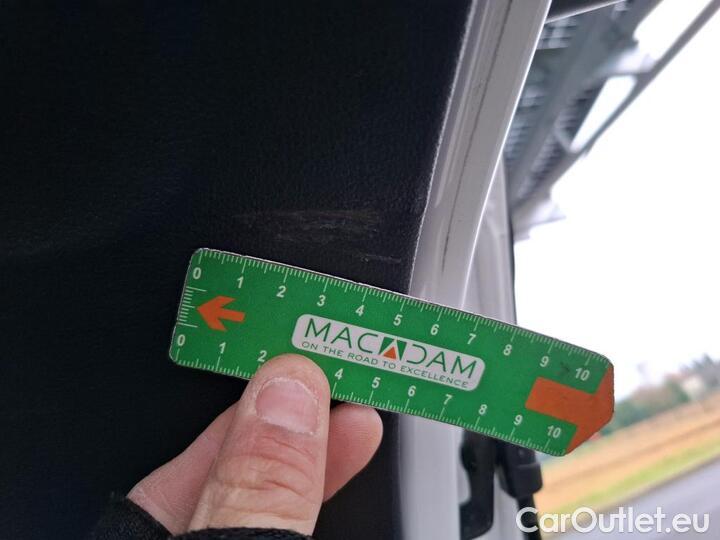 0 1 2 3 4 5 6 7 8 9 10
MACADAM
ON THE ROAD TO EXCELLENCE
0 1 2 4 5 6 7 8 9 10
CarOutlet.eu